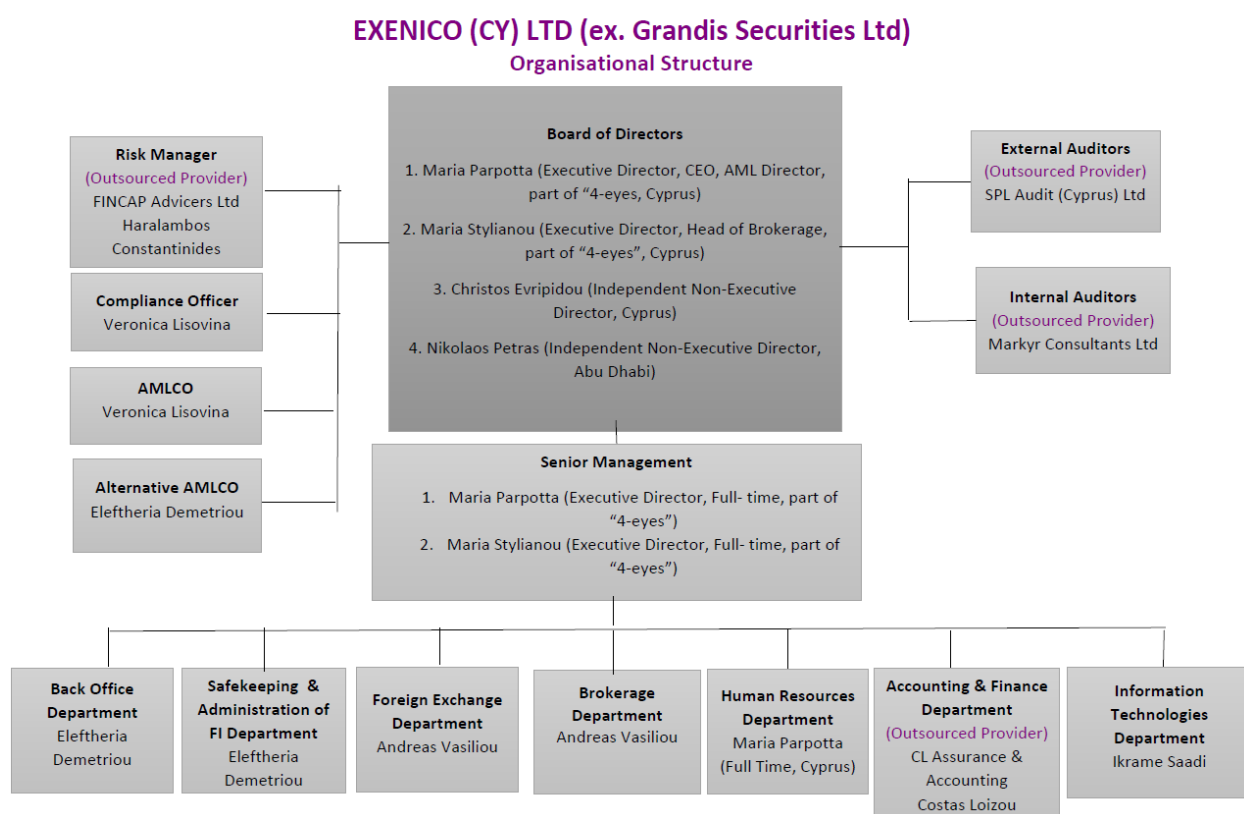 EXENICO (CY) LTD (ex. Grandis Securities Ltd)
Organisational Structure
Risk Manager
(Outsourced Provider)
FINCAP Advicers Ltd
Haralambos
Constantinides
Compliance Officer
Veronica Lisovina
AMLCO
Veronica Lisovina
Alternative AMLCO
Eleftheria Demetriou
Board of Directors
1. Maria Parpotta (Executive Director, CEO, AML Director,
part of “4-eyes, Cyprus)
2. Maria Stylianou (Executive Director, Head of Brokerage,
part of “4-eyes”, Cyprus)
3. Christos Evripidou (Independent Non-Executive
Director, Cyprus)
4. Nikolaos Petras (Independent Non-Executive Director,
Abu Dhabi)
External Auditors
(Outsourced Provider)
SPL Audit (Cyprus) Ltd
Internal Auditors
(Outsourced Provider)
Markyr Consultants Ltd
Senior Management
1. Maria Parpotta (Executive Director, Full- time, part of
“4-eyes”)
2. Maria Stylianou (Executive Director, Full- time, part of
“4-eyes”)
Back Office
Department
Eleftheria
Demetriou
Safekeeping &
Administration of
FI Department
Eleftheria
Demetriou
Foreign Exchange
Department
Andreas Vasiliou
Brokerage
Department
Andreas Vasiliou
Human Resources
Department
Maria Parpotta
(Full Time, Cyprus)
Accounting & Finance
Department
(Outsourced Provider)
CL Assurance &
Accounting
Costas Loizou
Information
Technologies
Department
Ikrame Saadi